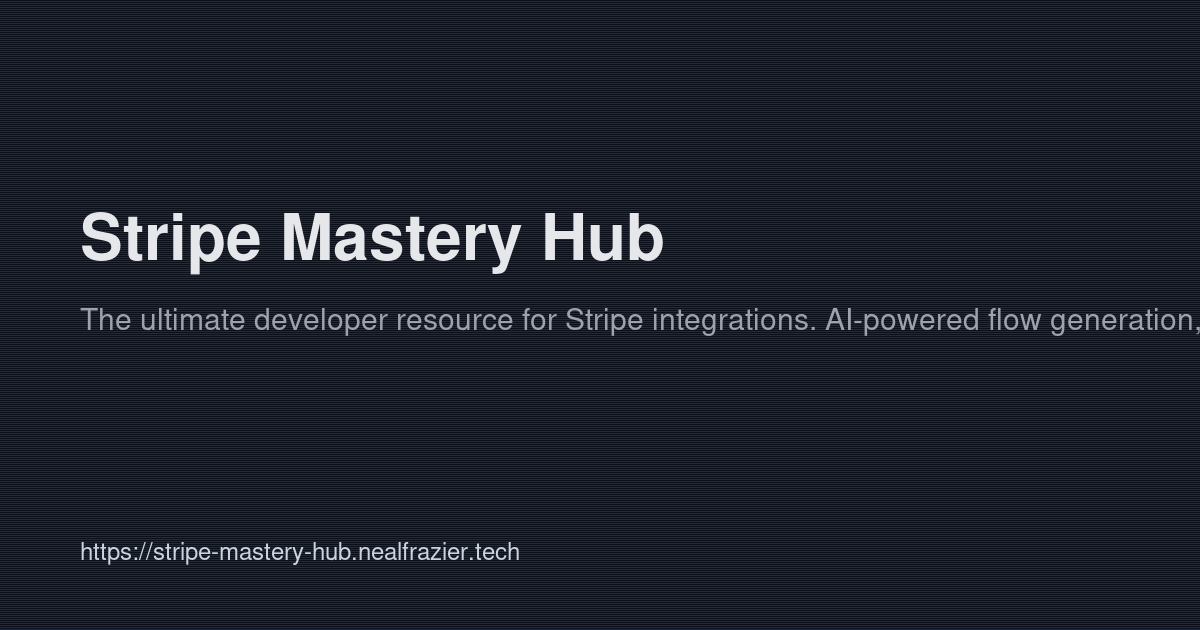 Stripe Mastery Hub
The ultimate developer resource for Stripe integrations. AI-powered flow generation,
https://stripe-mastery-hub.nealfrazier.tech